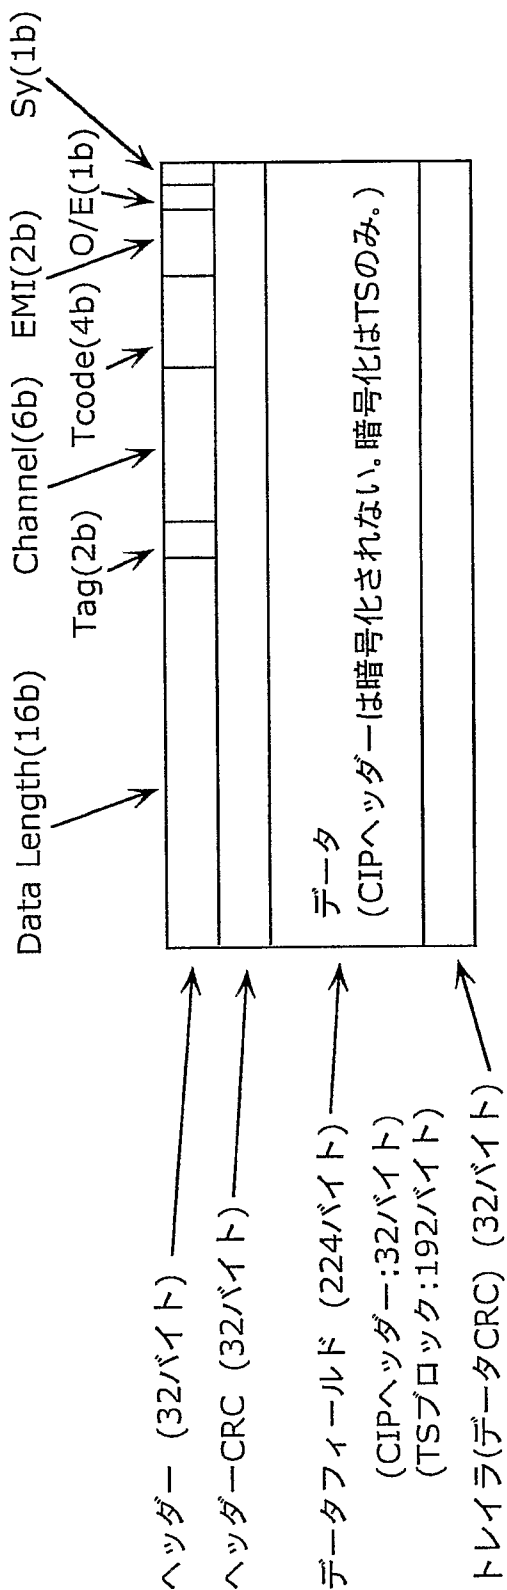 Data Length(16b)
Channel(6b)
EMI(2b)
Sy(1b)
Tag(2b)
Tcode(4b)
O/E(1b)
ヘッダー (32バイト)
ヘッダーCRC (32バイト)
データフィールド (224バイト)
(CIPヘッダー:32バイト)
(TSブロック:192バイト)
トレイラ(データCRC) (32バイト)
データ
(CIPヘッダーは暗号化されない。暗号化はTSのみ。)